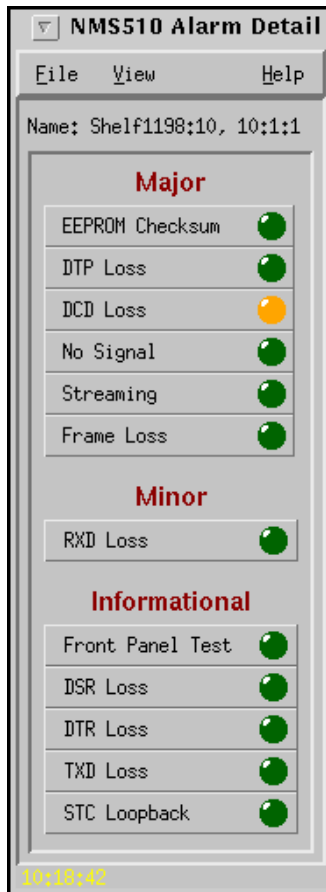 NMS510 Alarm Detail
File View Help
Name: Shelf1198:10, 10:1:1
Major
EEPROM Checksum
DTP Loss
DCD Loss
No Signal
Streaming
Frame Loss
Minor
RXD Loss
Informational
Front Panel Test
DSR Loss
DTR Loss
TXD Loss
STC Loopback
10:18:42